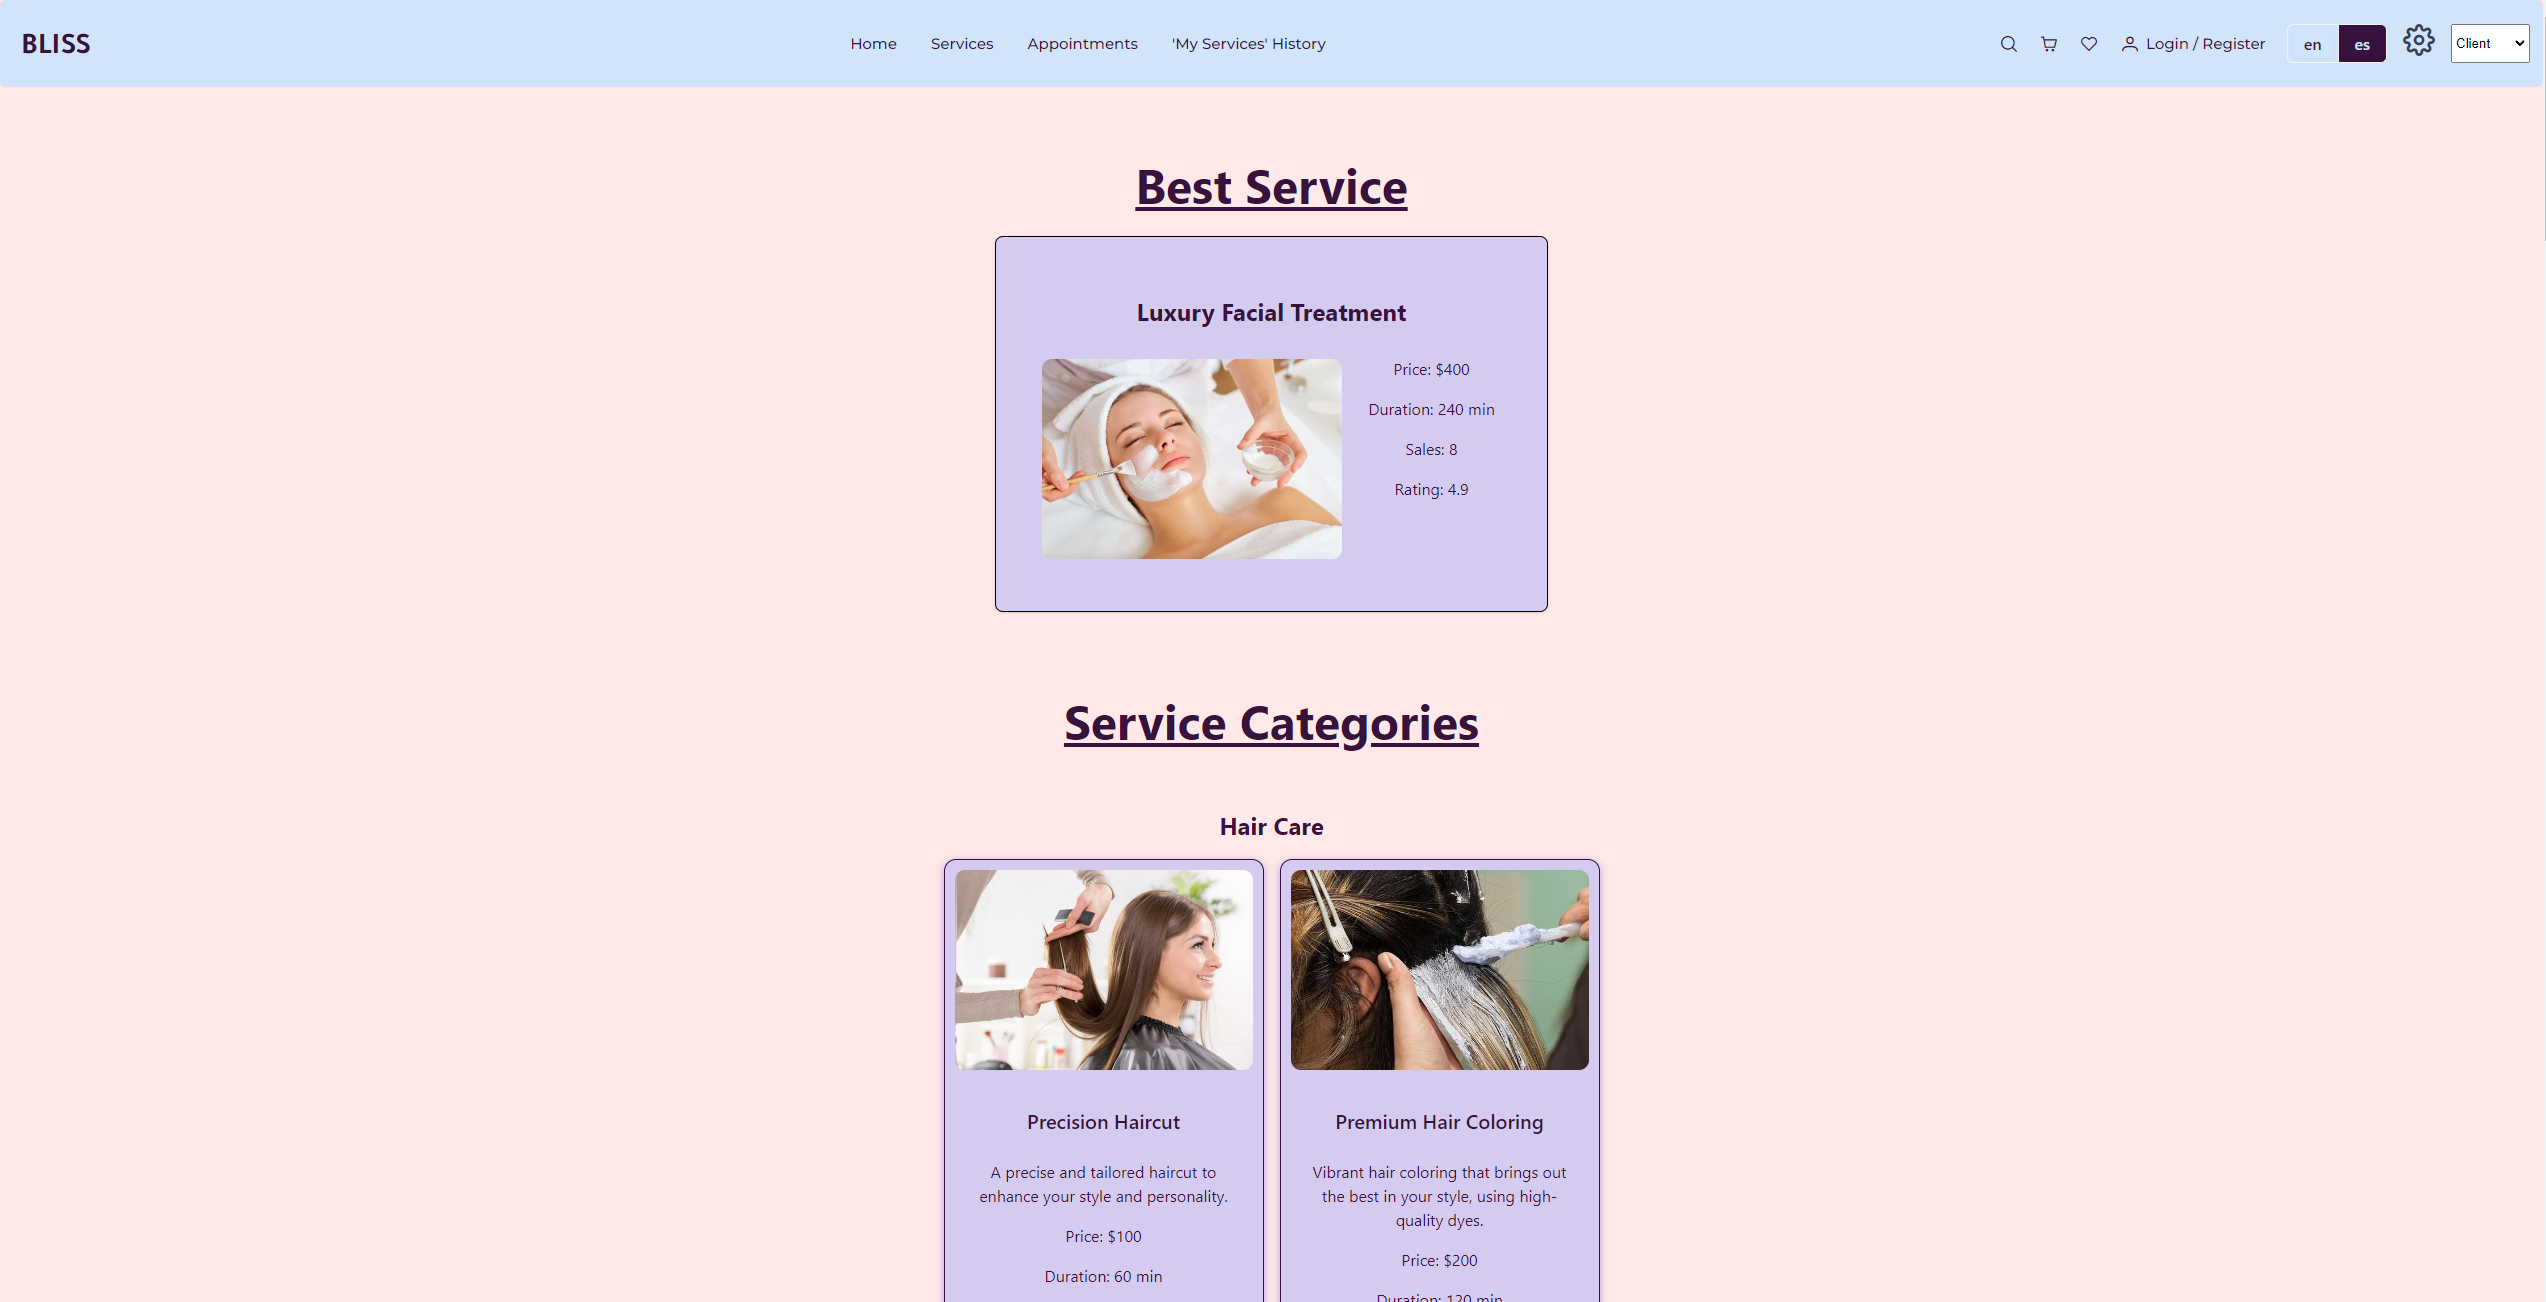 BLISS
Home
Services
Appointments
'My Services' History
Login / Register
en
es
Client
Best Service
Luxury Facial Treatment
Price: $400
Duration: 240 min
Sales: 8
Rating: 4.9
Service Categories
Hair Care
Precision Haircut
A precise and tailored haircut to
enhance your style and personality.
Price: $100
Duration: 60 min
Premium Hair Coloring
Vibrant hair coloring that brings out
the best in your style, using high-
quality dyes.
Price: $200
Duration: 120 min